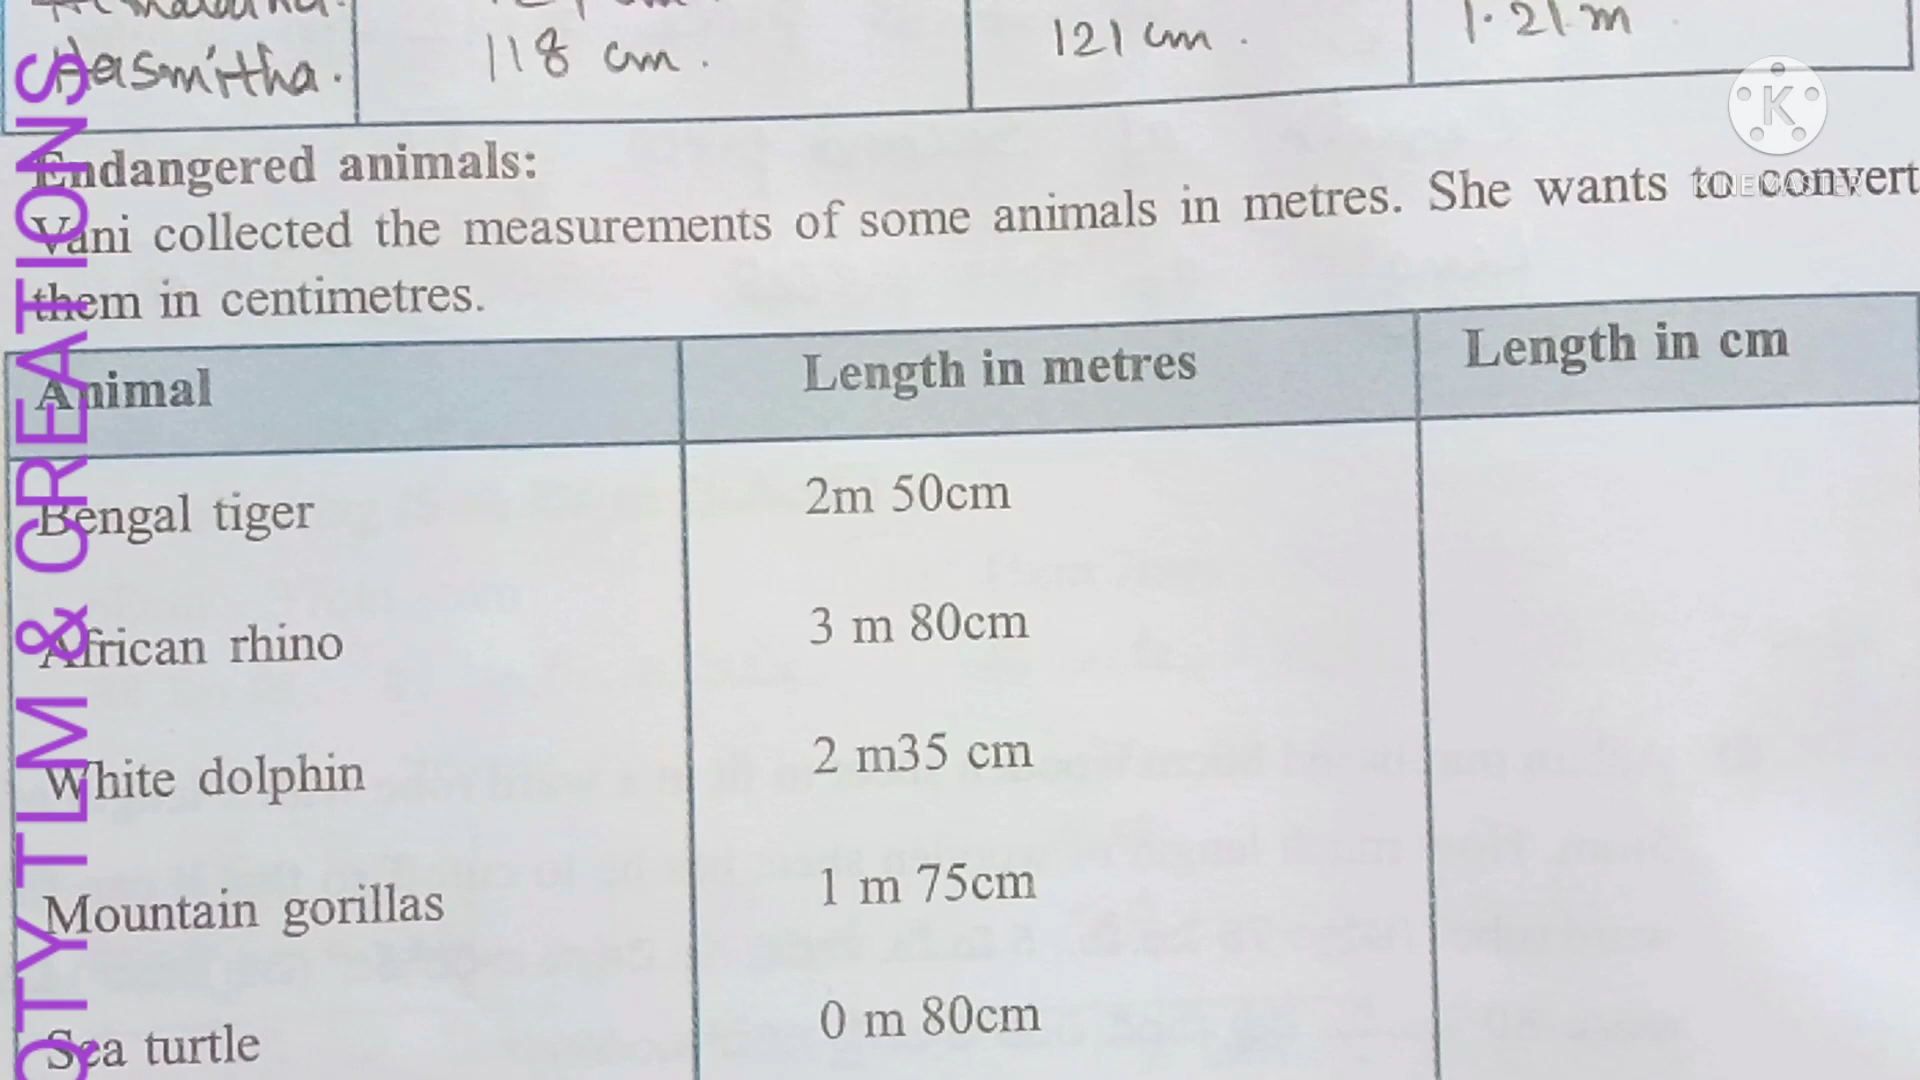 Hasmitha. 118 cm. 121 cm. 1.21 m
Endangered animals:
Vani collected the measurements of some animals in metres. She wants to convert
them in centimetres.
Animal Length in metres Length in cm
Bengal tiger 2m 50cm
African rhino 3 m 80cm
White dolphin 2 m35 cm
Mountain gorillas 1 m 75cm
Sea turtle 0 m 80cm
QTY TLM & CREATIONS
K
KINEMASTER